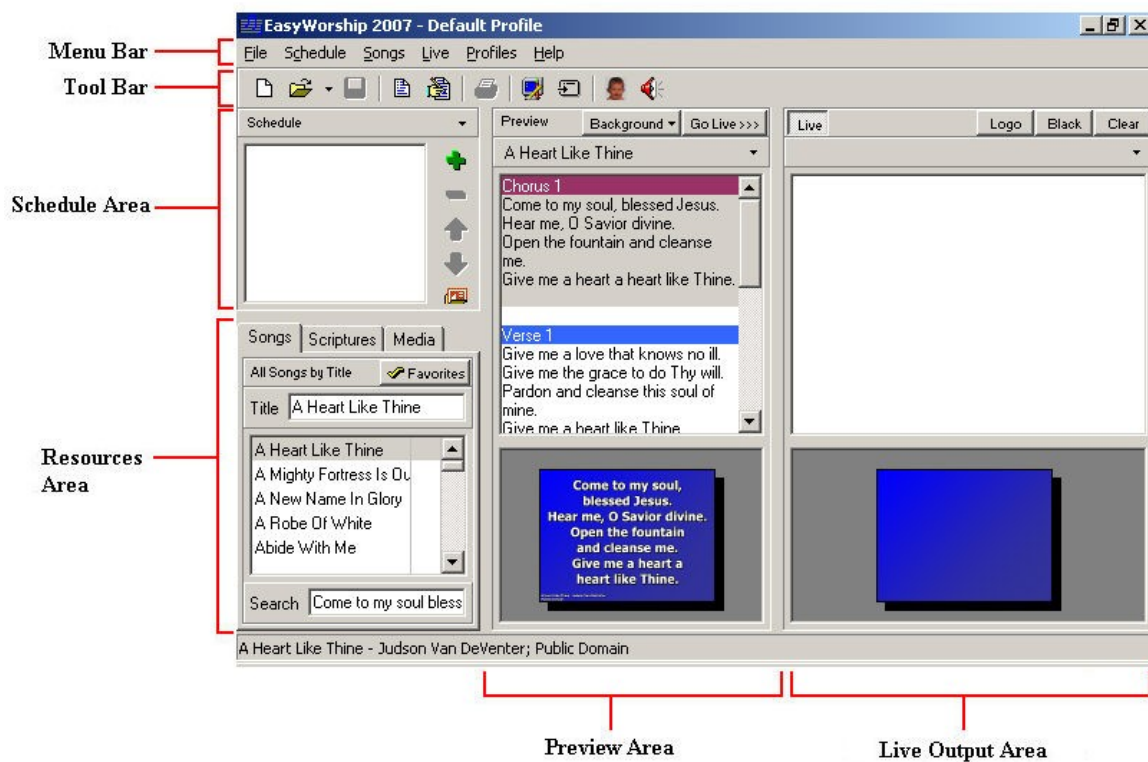 EasyWorship 2007 - Default Profile
Menu Bar
File Schedule Songs Live Profiles Help
Tool Bar
Schedule
Preview Background Go Live >>>
Live Logo Black Clear
A Heart Like Thine
Schedule Area
Chorus 1
Come to my soul, blessed Jesus.
Hear me, O Savior divine.
Open the fountain and cleanse
me.
Give me a heart a heart like Thine.
Verse 1
Give me a love that knows no ill.
Give me the grace to do Thy will.
Pardon and cleanse this soul of
mine.
Give me a heart like Thine
Songs Scriptures Media
All Songs by Title Favorites
Title A Heart Like Thine
Resources
Area
A Heart Like Thine
A Mighty Fortress Is Ou
A New Name In Glory
A Robe Of White
Abide With Me
Search Come to my soul bless
Come to my soul,
blessed Jesus.
Hear me, O Savior divine.
Open the fountain
and cleanse me.
Give me a heart a
heart like Thine.
A Heart Like Thine - Judson Van DeVenter; Public Domain
Preview Area
Live Output Area